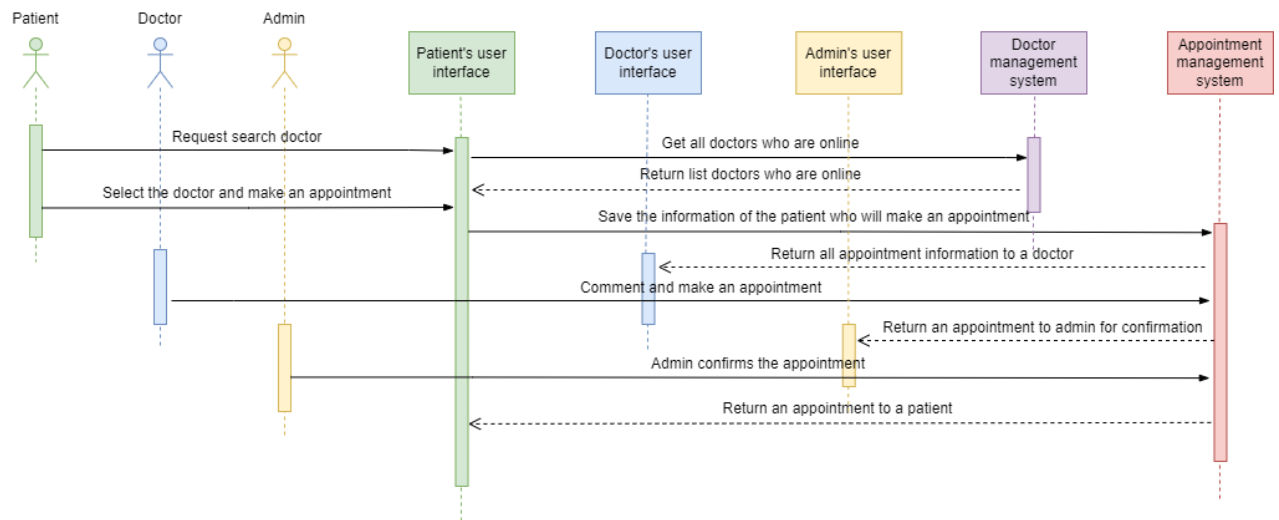 Patient
Doctor
Admin
Patient's user
interface
Doctor's user
interface
Admin's user
interface
Doctor
management
system
Appointment
management
system
Request search doctor
Get all doctors who are online
Return list doctors who are online
Select the doctor and make an appointment
Save the information of the patient who will make an appointment
Return all appointment information to a doctor
Comment and make an appointment
Return an appointment to admin for confirmation
Admin confirms the appointment
Return an appointment to a patient